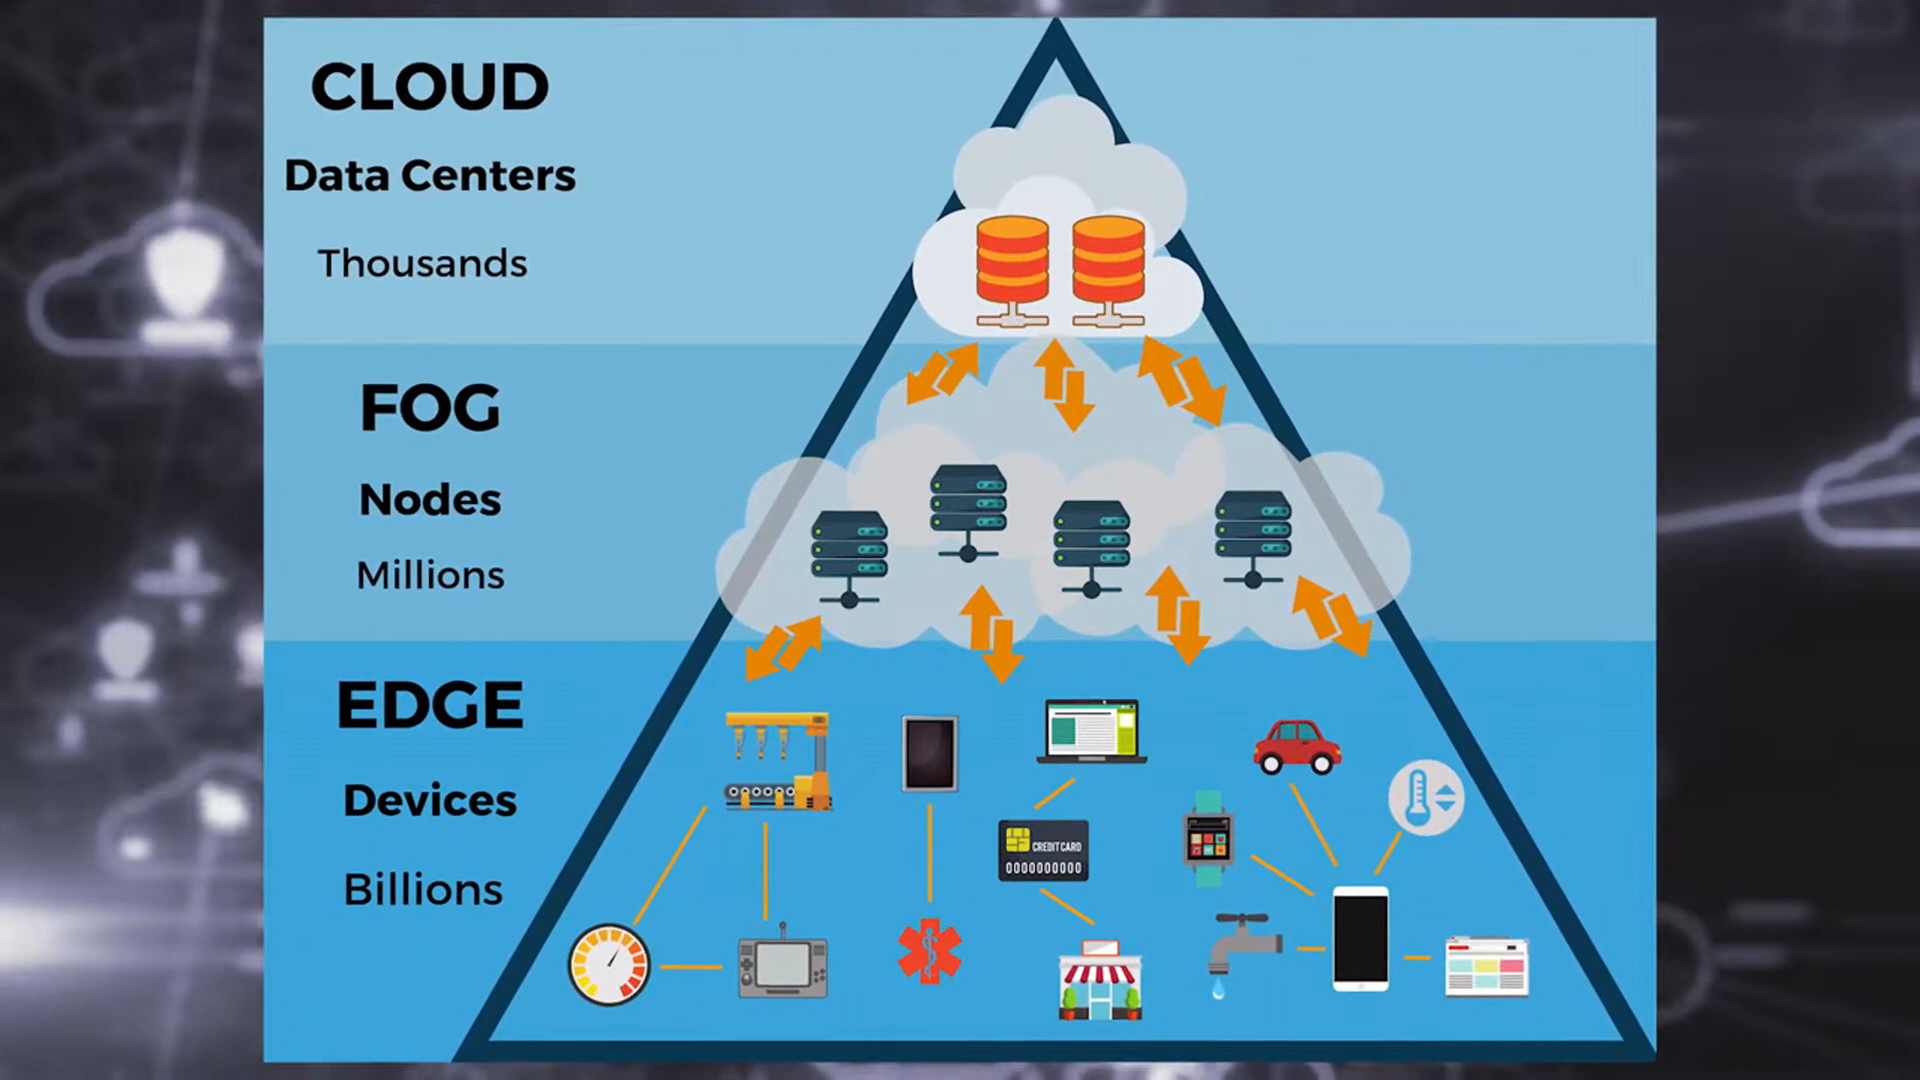 CLOUD
Data Centers
Thousands
FOG
Nodes
Millions
EDGE
Devices
Billions
CREDIT CARD
0000000000